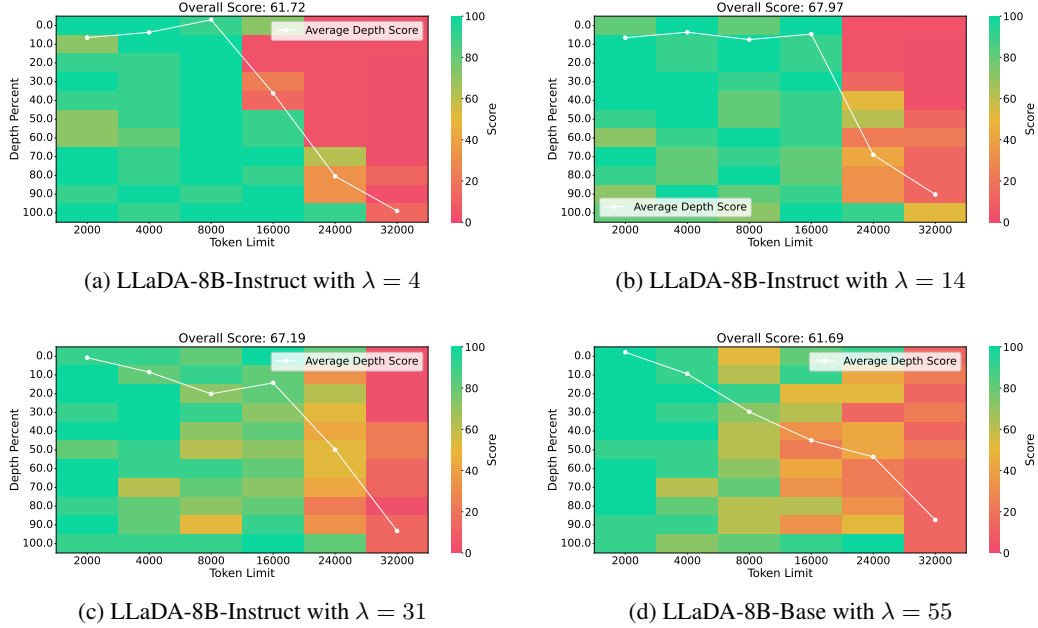 Overall Score: 61.72
Average Depth Score
Depth Percent
0.0
10.0
20.0
30.0
40.0
50.0
60.0
70.0
80.0
90.0
100.0
2000 4000 8000 16000 24000 32000
Token Limit
100
80
60
40
20
0
Score
(a) LLaDA-8B-Instruct with λ = 4
Overall Score: 67.97
Average Depth Score
Depth Percent
0.0
10.0
20.0
30.0
40.0
50.0
60.0
70.0
80.0
90.0
100.0
2000 4000 8000 16000 24000 32000
Token Limit
100
80
60
40
20
0
Score
(b) LLaDA-8B-Instruct with λ = 14
Overall Score: 67.19
Average Depth Score
Depth Percent
0.0
10.0
20.0
30.0
40.0
50.0
60.0
70.0
80.0
90.0
100.0
2000 4000 8000 16000 24000 32000
Token Limit
100
80
60
40
20
0
Score
(c) LLaDA-8B-Instruct with λ = 31
Overall Score: 61.69
Average Depth Score
Depth Percent
0.0
10.0
20.0
30.0
40.0
50.0
60.0
70.0
80.0
90.0
100.0
2000 4000 8000 16000 24000 32000
Token Limit
100
80
60
40
20
0
Score
(d) LLaDA-8B-Base with λ = 55